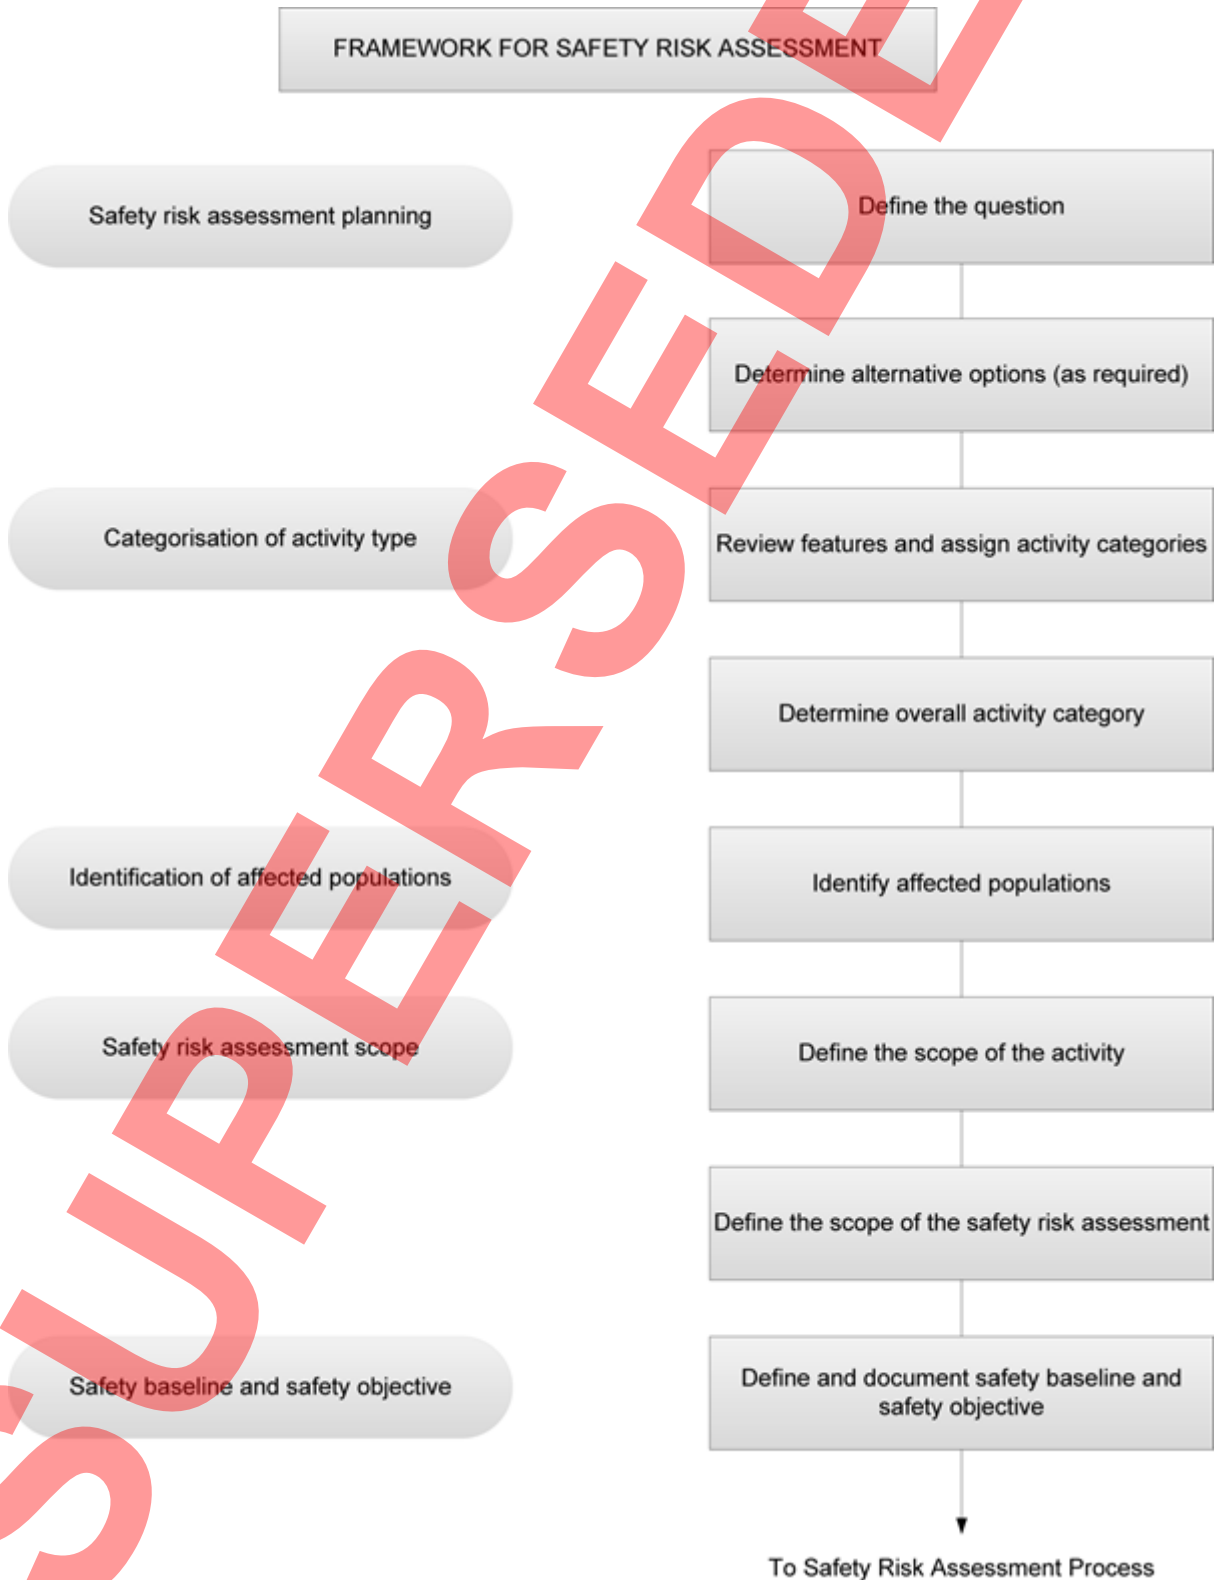 FRAMEWORK FOR SAFETY RISK ASSESSMENT
Safety risk assessment planning
Define the question
Determine alternative options (as required)
Categorisation of activity type
Review features and assign activity categories
Determine overall activity category
Identification of affected populations
Identify affected populations
Safety risk assessment scope
Define the scope of the activity
Define the scope of the safety risk assessment
Safety baseline and safety objective
Define and document safety baseline and
safety objective
To Safety Risk Assessment Process
SUPERSEDE